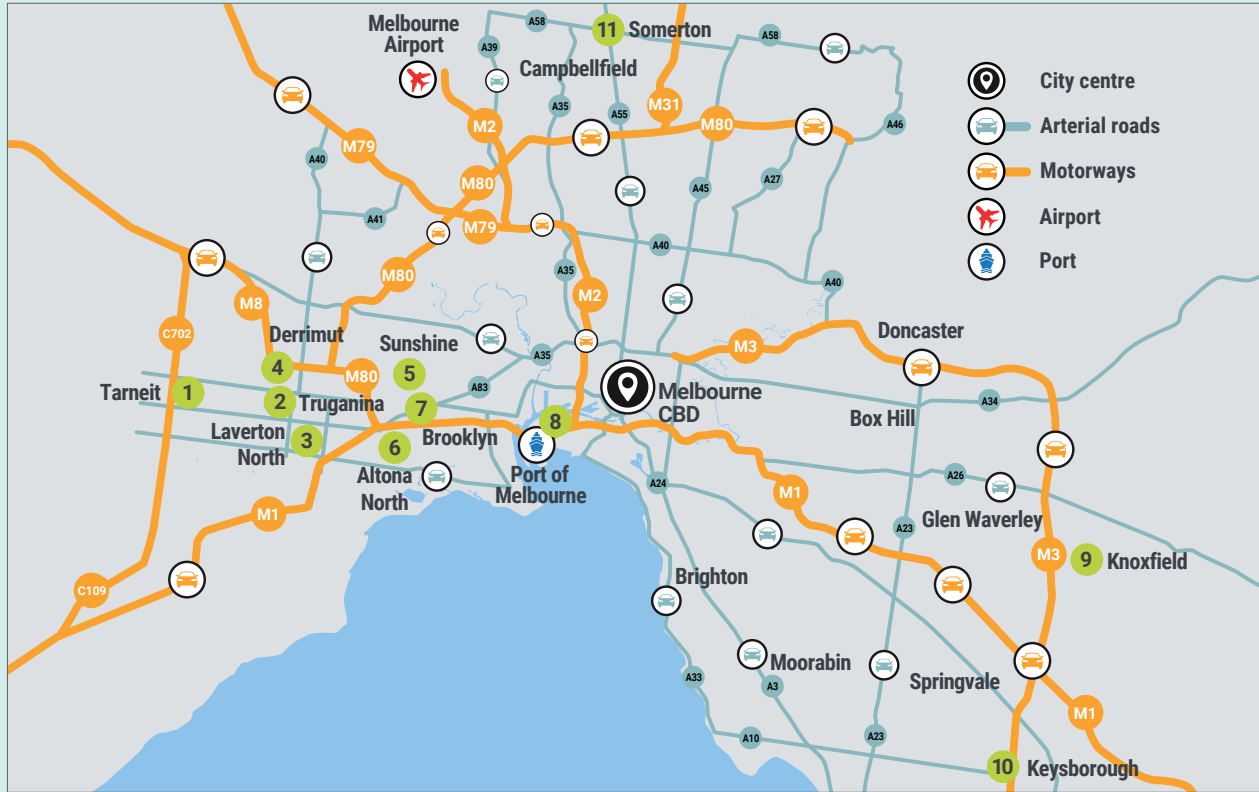 A58
11 Somerton
A58
Melbourne
Airport
A39
Campbellfield
City centre
M31
A35
A55
M2
M80
A46
Arterial roads
M79
A40
Motorways
M80
A27
A45
A41
Airport
M79
A40
Port
A35
M80
A40
M2
M8
C702
Derrimut
Doncaster
Sunshine
M3
A35
4
M80
5
A83
Tarneit 1
2 Truganina
Melbourne
CBD
A34
7
Box Hill
8
Laverton
North
3
Brooklyn
6
Altona
North
Port of
Melbourne
A26
A24
M1
Glen Waverley
M1
A23
M3
9 Knoxfield
Brighton
C109
Moorabin
A33
A3
Springvale
M1
A10
A23
10 Keysborough